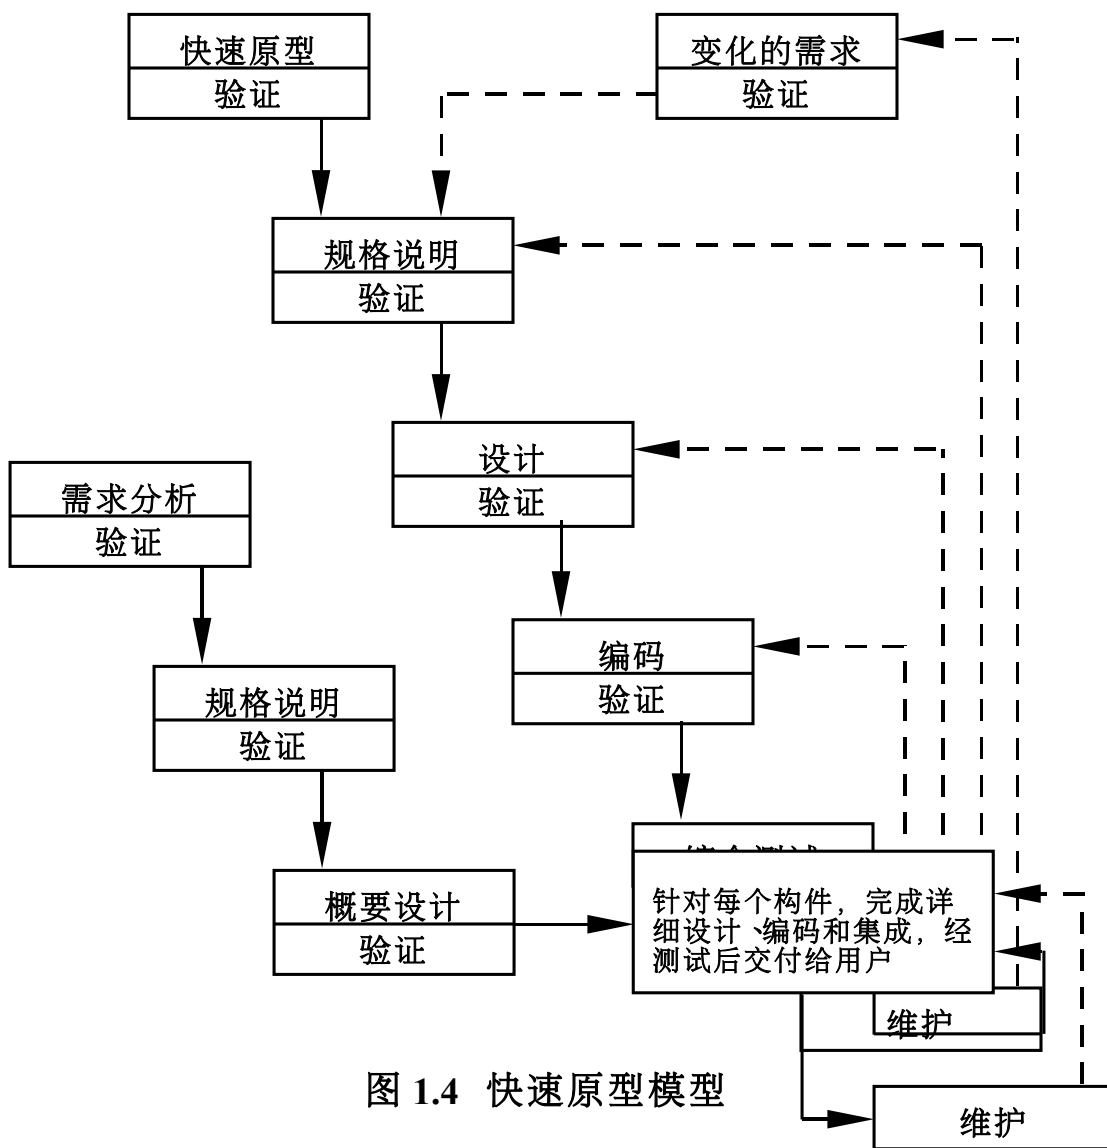 快速原型
验证
变化的需求
验证
规格说明
验证
设计
验证
需求分析
验证
编码
验证
规格说明
验证
概要设计
验证
针对每个构件，完成详
细设计、编码和集成，经
测试后交付给用户
维护
图 1.4 快速原型模型
维护